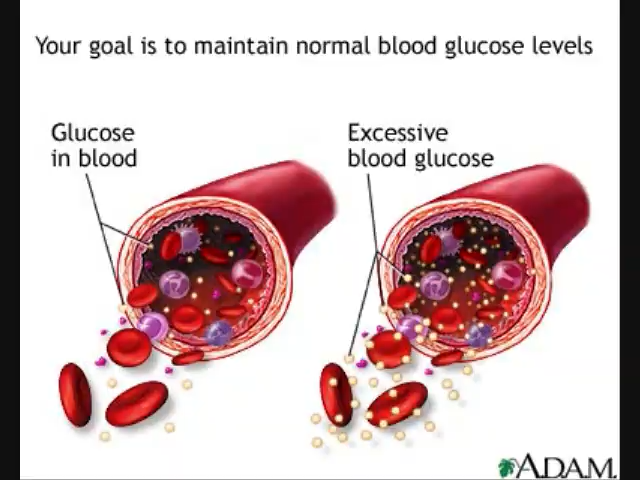 Your goal is to maintain normal blood glucose levels
Glucose
in blood
Excessive
blood glucose
A.D.A.M.